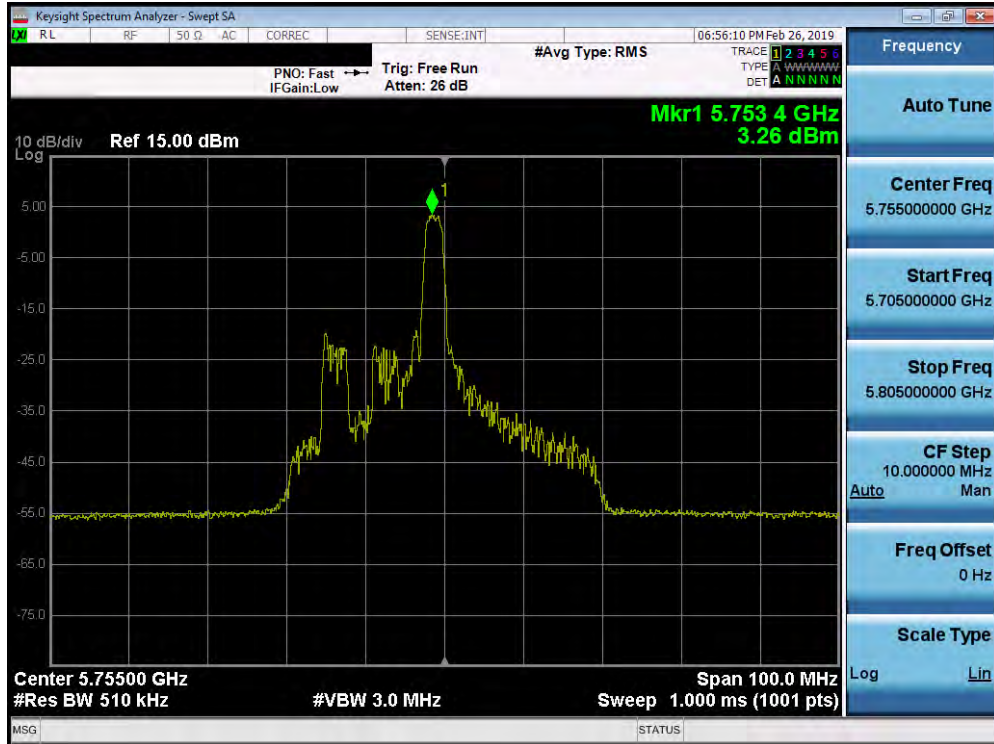 Keysight Spectrum Analyzer - Swept SA
LXI RL RF 50 Ω AC CORREC SENSE:INT 06:56:10 PM Feb 26, 2019
#Avg Type: RMS
TRACE 1 2 3 4 5 6
TYPE A WWWWW
DET A N N N N N
PNO: Fast Trig: Free Run
IFGain:Low Atten: 26 dB
Mkr1 5.753 4 GHz
3.26 dBm
10 dB/div Ref 15.00 dBm
Log
1
5.00
-5.00
-15.0
-25.0
-35.0
-45.0
-55.0
-65.0
-75.0
Center 5.75500 GHz Span 100.0 MHz
#Res BW 510 kHz #VBW 3.0 MHz Sweep 1.000 ms (1001 pts)
MSG STATUS
Frequency
Auto Tune
Center Freq
5.755000000 GHz
Start Freq
5.705000000 GHz
Stop Freq
5.805000000 GHz
CF Step
10.000000 MHz
Auto Man
Freq Offset
0 Hz
Scale Type
Log Lin